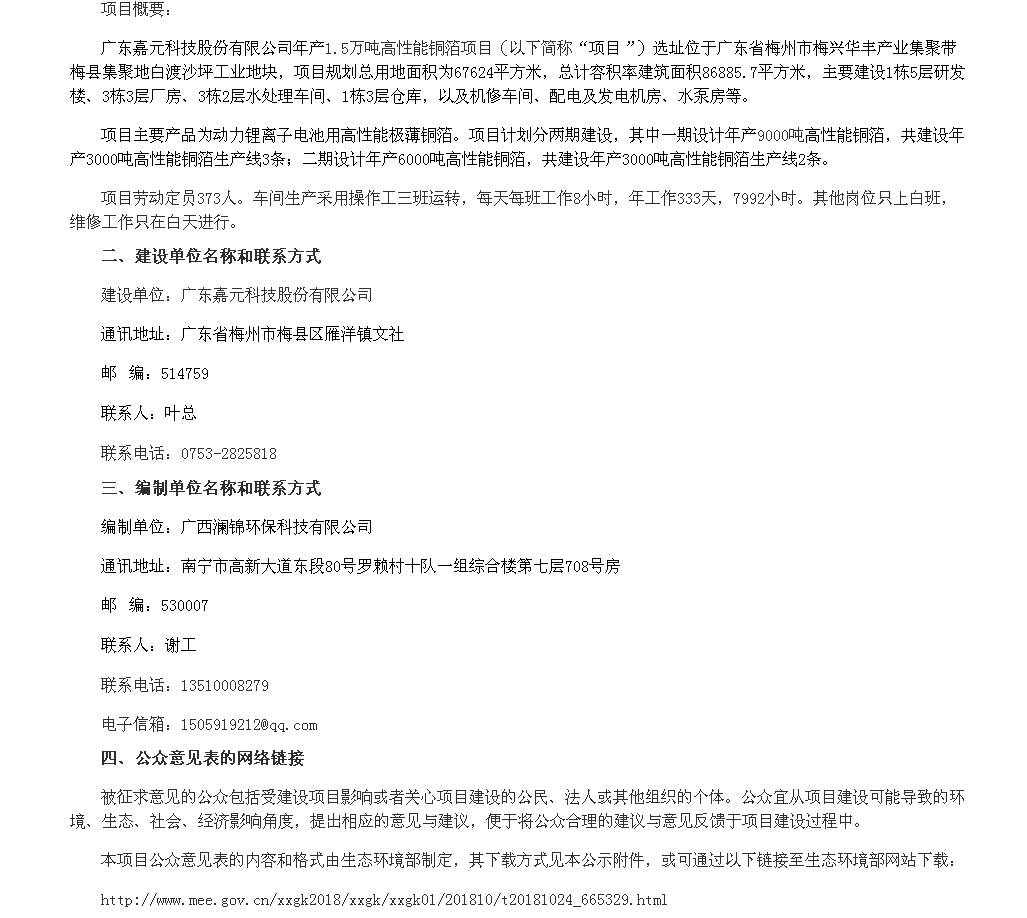 项目概要：
广东嘉元科技股份有限公司年产1.5万吨高性能铜箔项目（以下简称“项目 ”）选址位于广东省梅州市梅兴华丰产业集聚带
梅县集聚地白渡沙坪工业地块，项目规划总用地面积为67624平方米，总计容积率建筑面积86885.7平方米，主要建设1栋5层研发
楼、3栋3层厂房、3栋2层水处理车间、1栋3层仓库，以及机修车间、配电及发电机房、水泵房等。
项目主要产品为动力锂离子电池用高性能极薄铜箔。项目计划分两期建设，其中一期设计年产9000吨高性能铜箔，共建设年
产3000吨高性能铜箔生产线3条；二期设计年产6000吨高性能铜箔，共建设年产3000吨高性能铜箔生产线2条。
项目劳动定员373人。车间生产采用操作工三班运转，每天每班工作8小时，年工作333天，7992小时。其他岗位只上白班，
维修工作只在白天进行。
二、建设单位名称和联系方式
建设单位：广东嘉元科技股份有限公司
通讯地址：广东省梅州市梅县区雁洋镇文社
邮 编：514759
联系人：叶总
联系电话：0753-2825818
三、编制单位名称和联系方式
编制单位：广西澜锦环保科技有限公司
通讯地址：南宁市高新大道东段80号罗赖村十队一组综合楼第七层708号房
邮 编：530007
联系人：谢工
联系电话：13510008279
电子信箱：1505919212@qq.com
四、公众意见表的网络链接
被征求意见的公众包括受建设项目影响或者关心项目建设的公民、法人或其他组织的个体。公众宜从项目建设可能导致的环
境、生态、社会、经济影响角度，提出相应的意见与建议，便于将公众合理的建议与意见反馈于项目建设过程中。
本项目公众意见表的内容和格式由生态环境部制定，其下载方式见本公示附件，或可通过以下链接至生态环境部网站下载：
http://www.mee.gov.cn/xxgk2018/xxgk/xxgk01/201810/t20181024_665329.html